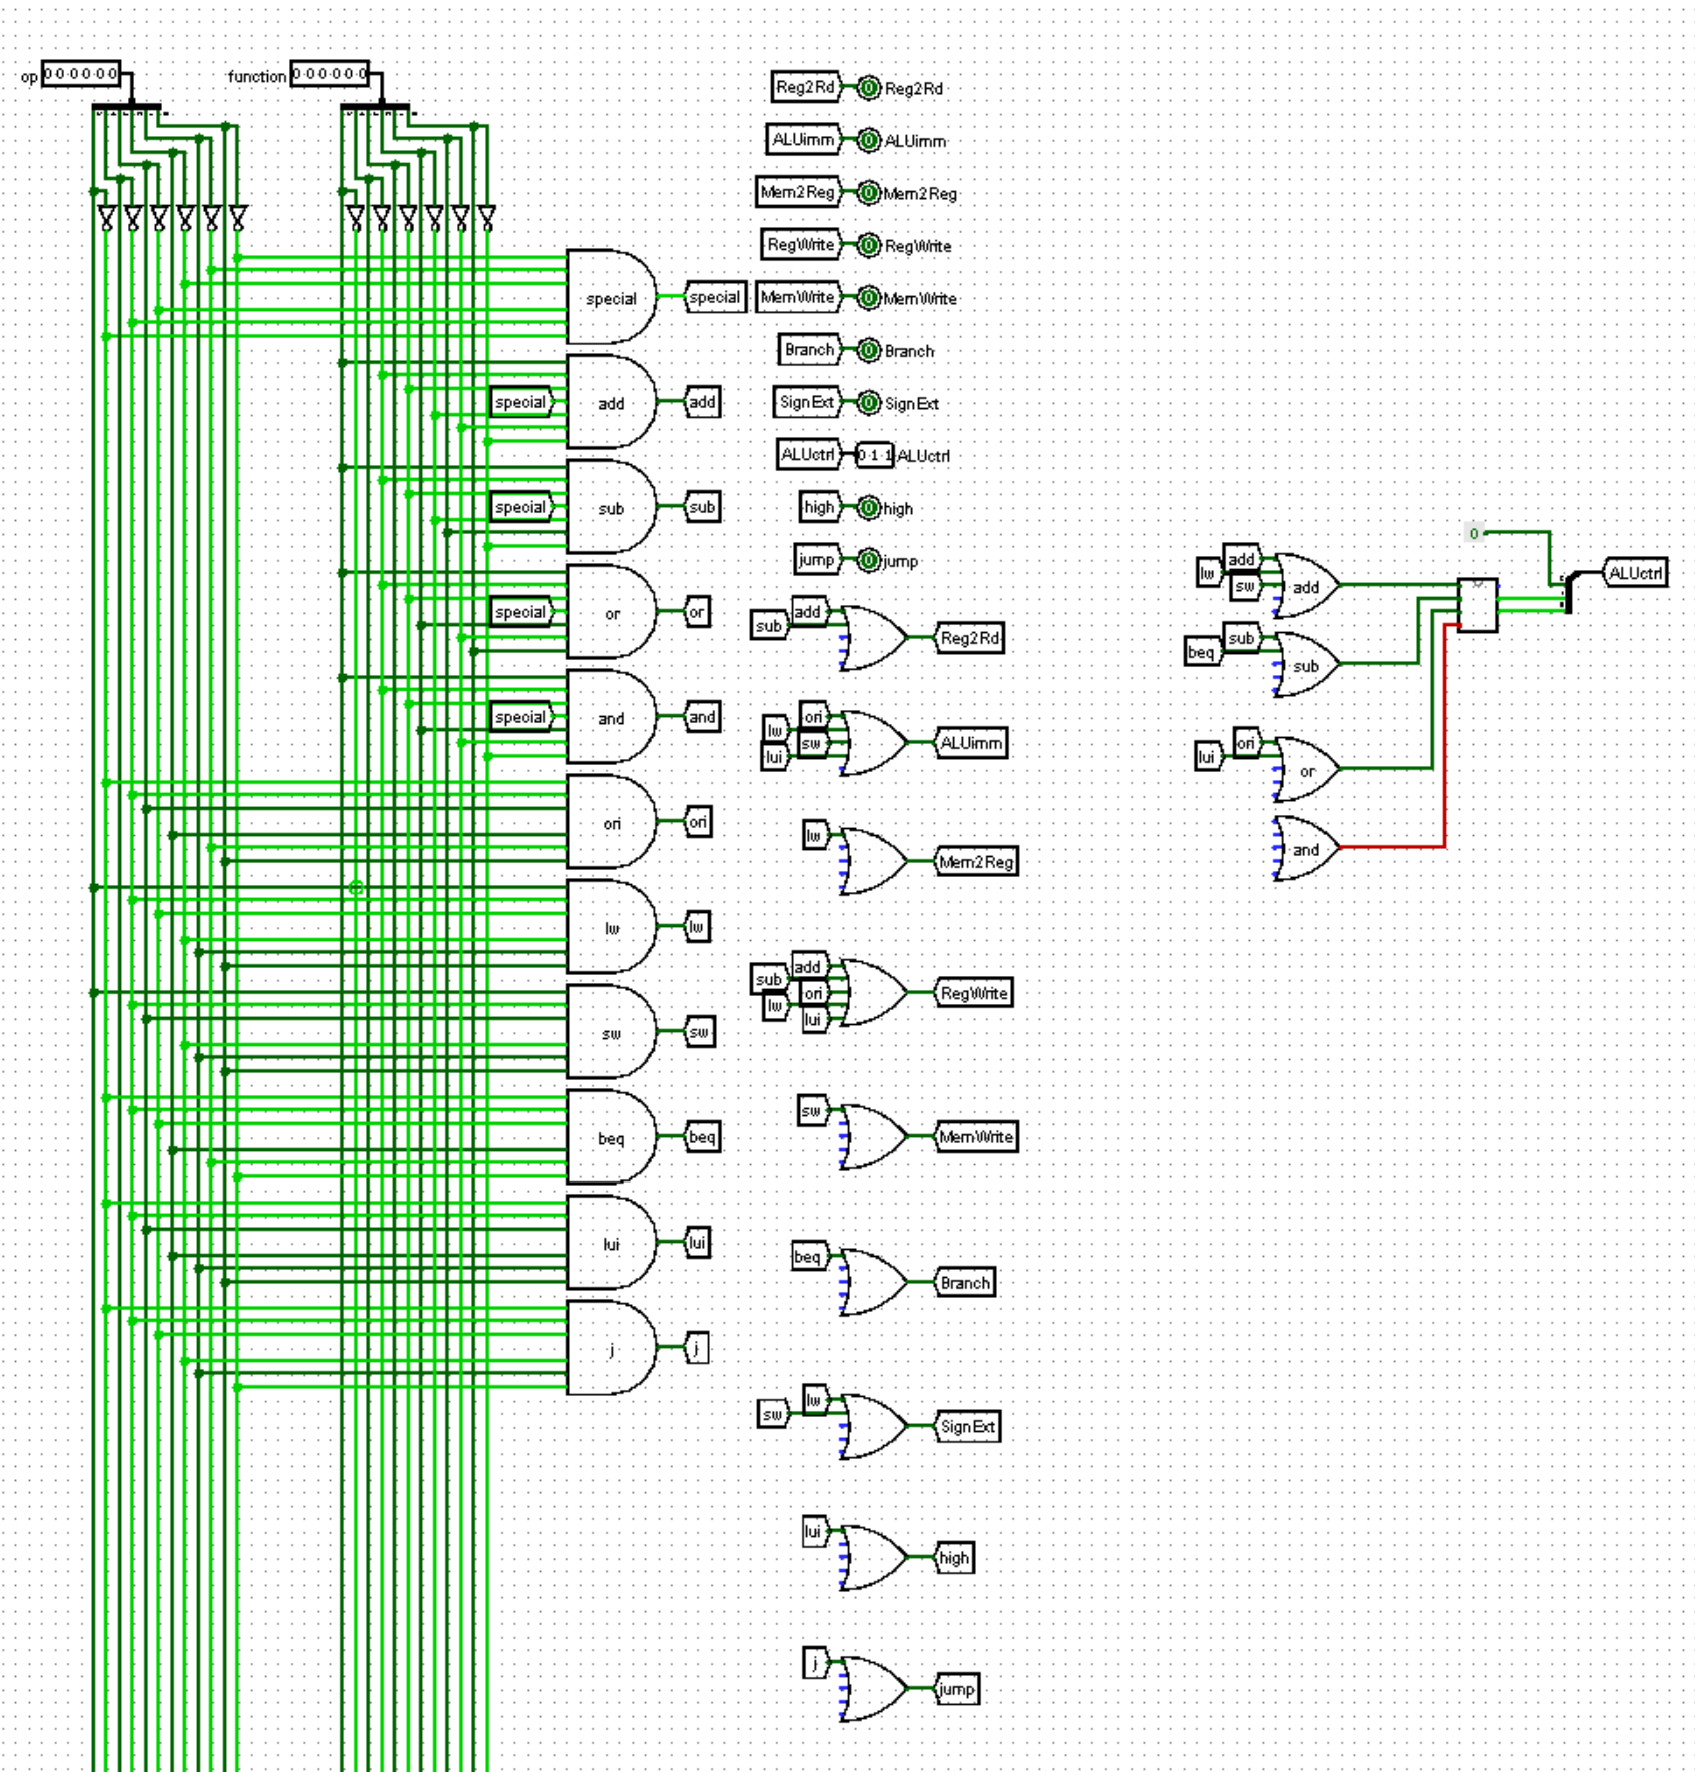 op 000000
function 000000
special
special
special
add
add
special
sub
sub
special
or
or
special
and
and
ori
ori
lw
lw
sw
sw
beq
beq
lui
lui
j
j
Reg2Rd 0 Reg2Rd
ALUimm 0 ALUimm
Mem2Reg 0 Mem2Reg
RegWrite 0 RegWrite
MemWrite 0 MemWrite
Branch 0 Branch
SignExt 0 SignExt
ALUctrl 011 ALUctrl
high 0 high
jump 0 jump
add
sub
Reg2Rd
ori
lw
sw
lui
ALUimm
lw
Mem2Reg
add
sub
ori
lw
lui
RegWrite
sw
MemWrite
beq
Branch
lw
sw
SignExt
lui
high
j
jump
0
ALUctrl
add
lw
sw
add
sub
beq
sub
ori
lui
or
and